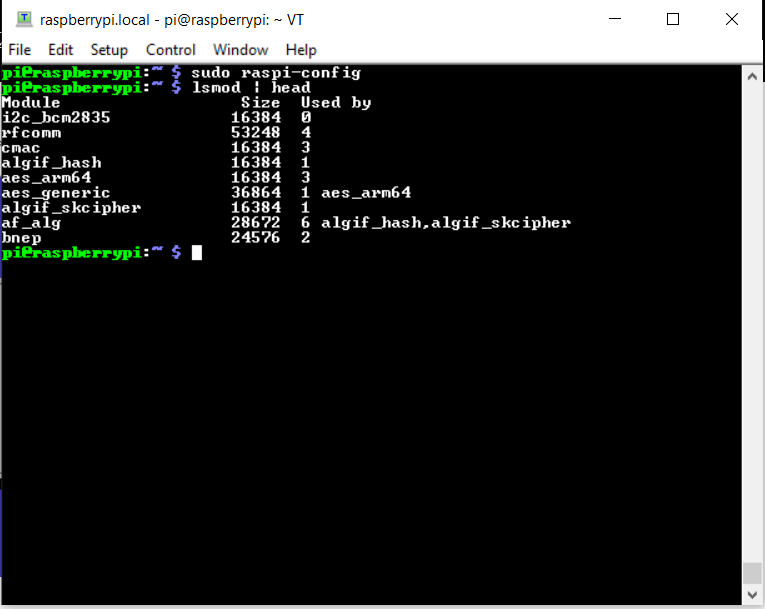 raspberrypi.local - pi@raspberrypi: ~ VT
File Edit Setup Control Window Help
pi@raspberrypi:~ $ sudo raspi-config
pi@raspberrypi:~ $ lsmod | head
Module                  Size  Used by
i2c_bcm2835            16384  0
rfcomm                 53248  4
cmac                   16384  3
algif_hash             16384  1
aes_arm64              16384  3
aes_generic            36864  1 aes_arm64
algif_skcipher         16384  1
af_alg                 28672  6 algif_hash,algif_skcipher
bnep                   24576  2
pi@raspberrypi:~ $